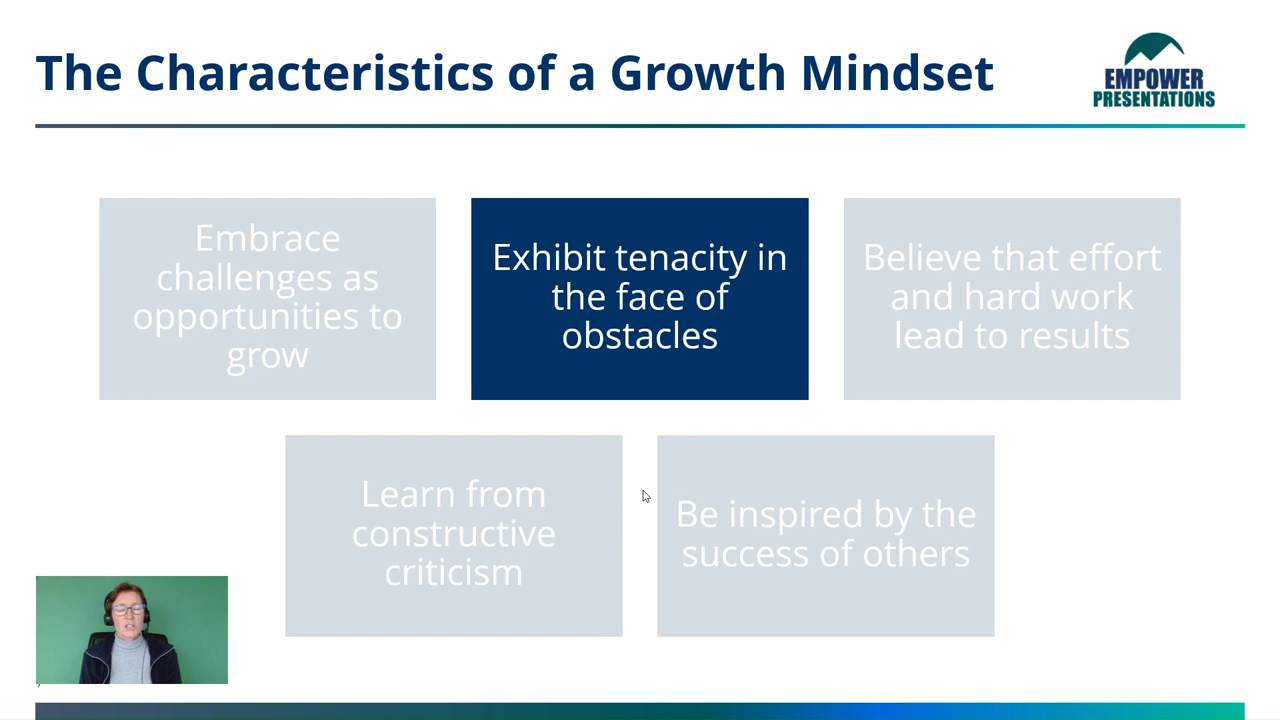 The Characteristics of a Growth Mindset
EMPOWER
PRESENTATIONS
Embrace
challenges as
opportunities to
grow
Exhibit tenacity in
the face of
obstacles
Believe that effort
and hard work
lead to results
Learn from
constructive
criticism
Be inspired by the
success of others